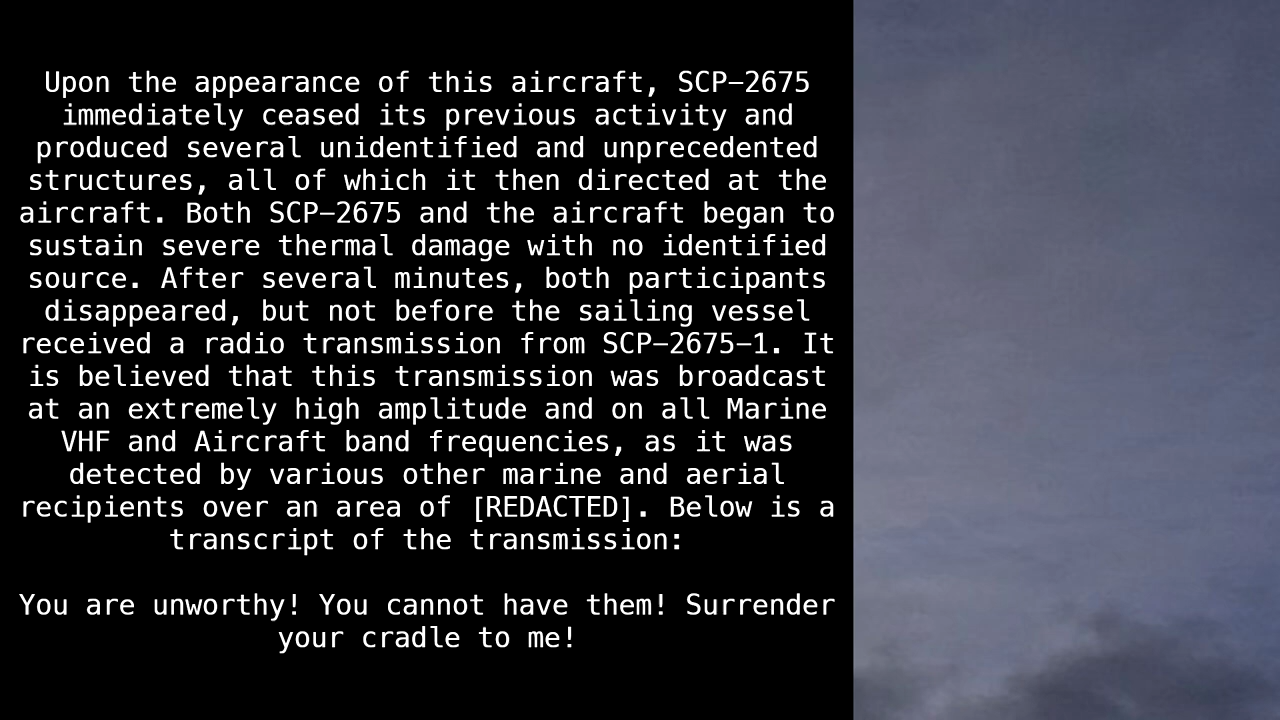 Upon the appearance of this aircraft, SCP–2675
immediately ceased its previous activity and
produced several unidentified and unprecedented
structures, all of which it then directed at the
aircraft. Both SCP–2675 and the aircraft began to
sustain severe thermal damage with no identified
source. After several minutes, both participants
disappeared, but not before the sailing vessel
received a radio transmission from SCP–2675–1. It
is believed that this transmission was broadcast
at an extremely high amplitude and on all Marine
VHF and Aircraft band frequencies, as it was
detected by various other marine and aerial
recipients over an area of [REDACTED]. Below is a
transcript of the transmission:
You are unworthy! You cannot have them! Surrender
your cradle to me!